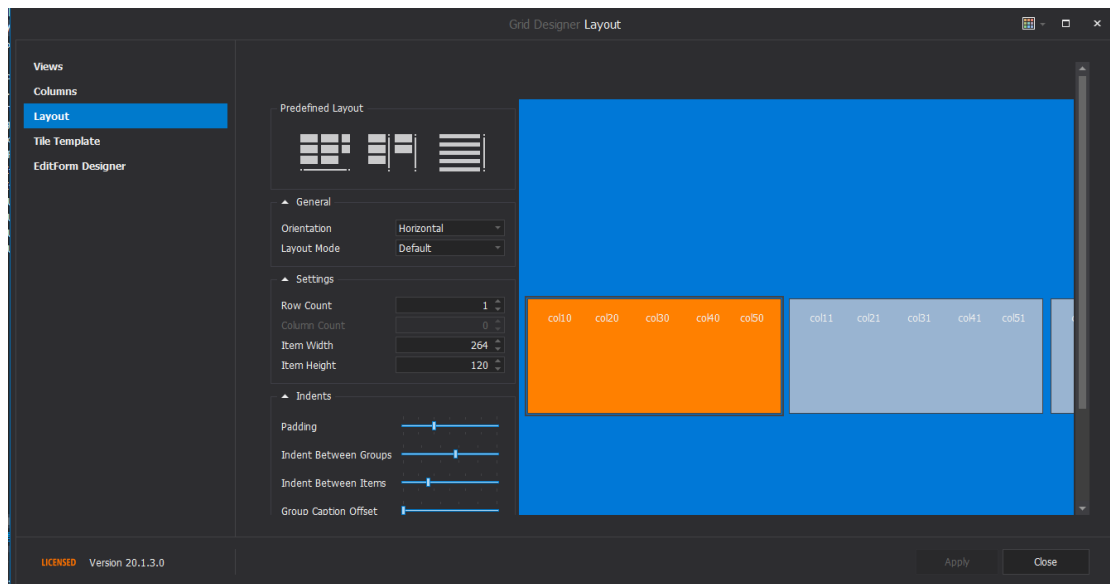 Grid Designer Layout
Views
Columns
Layout
Tile Template
EditForm Designer
Predefined Layout
General
Orientation Horizontal
Layout Mode Default
Settings
Row Count 1
Column Count 0
Item Width 264
Item Height 120
Indents
Padding
Indent Between Groups
Indent Between Items
Group Caption Offset
col10 col20 col30 col40 col50
col11 col21 col31 col41 col51
LICENSED Version 20.1.3.0
Apply Close